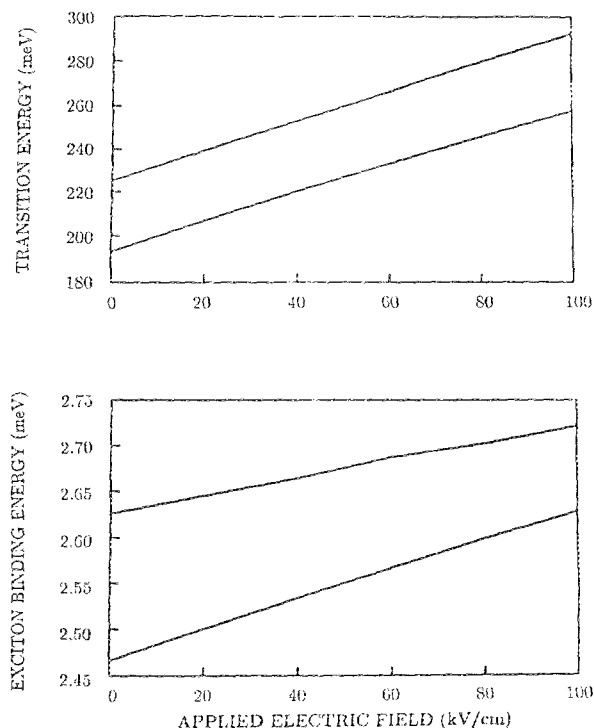 300
280
260
240
220
200
180
TRANSITION ENERGY (meV)
0 20 40 60 80 100
2.75
2.70
2.65
2.60
2.55
2.50
2.45
EXCITON BINDING ENERGY (meV)
0 20 40 60 80 100
APPLIED ELECTRIC FIELD (kV/cm)